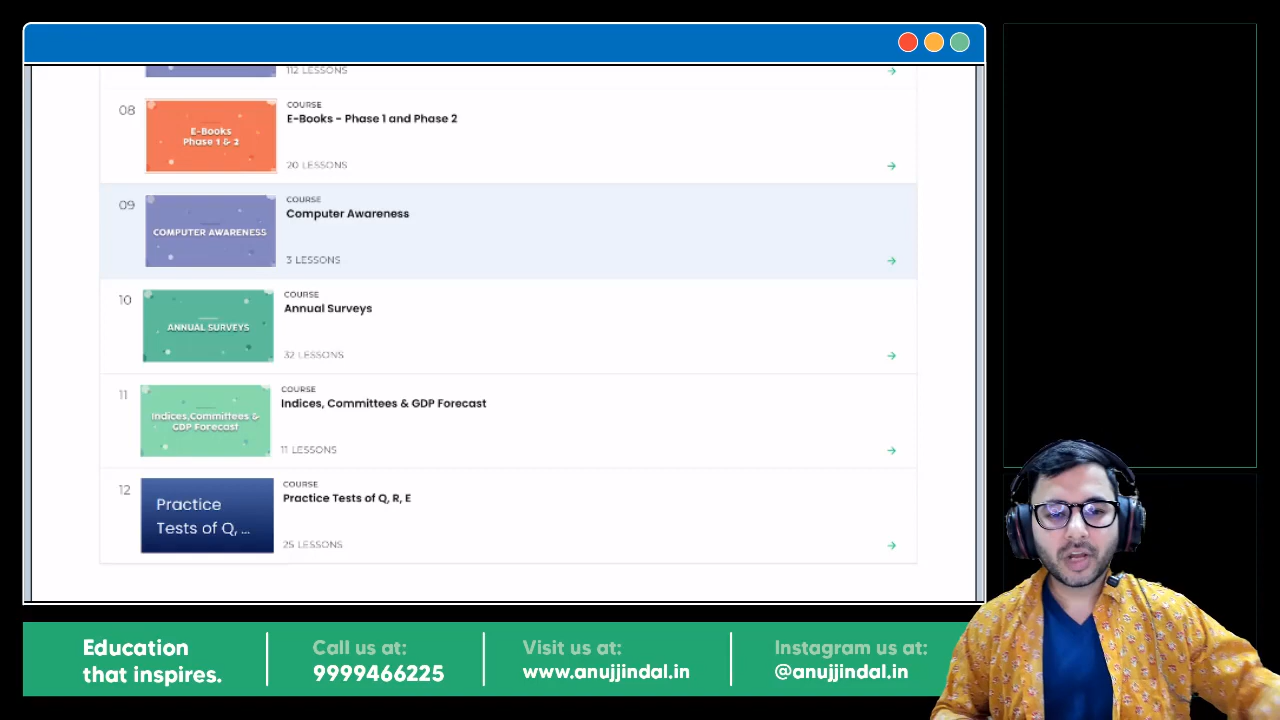 112 LESSONS
08
E-Books
Phase 1 & 2
COURSE
E-Books - Phase 1 and Phase 2
20 LESSONS
09
COMPUTER AWARENESS
COURSE
Computer Awareness
3 LESSONS
10
ANNUAL SURVEYS
COURSE
Annual Surveys
32 LESSONS
11
Indices,Committees &
GDP Forecast
COURSE
Indices, Committees & GDP Forecast
11 LESSONS
12
Practice
Tests of Q, ...
COURSE
Practice Tests of Q, R, E
25 LESSONS
Education
that inspires.
Call us at:
9999466225
Visit us at:
www.anujjindal.in
Instagram us at:
@anujjindal.in